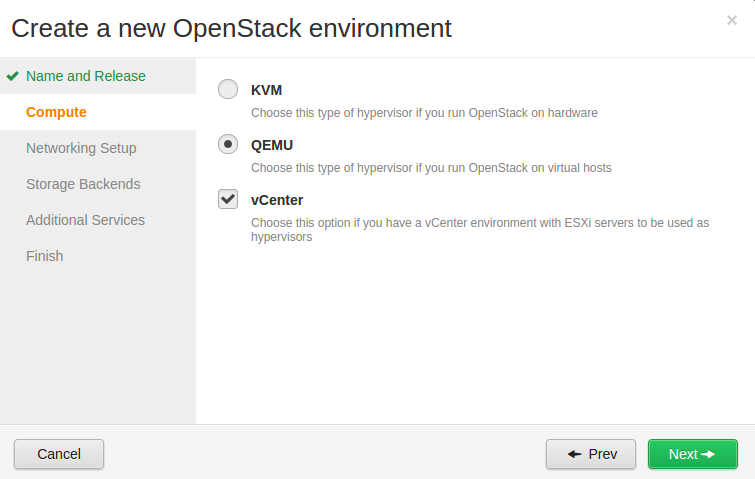 Create a new OpenStack environment
×
Name and Release
Compute
Networking Setup
Storage Backends
Additional Services
Finish
KVM
Choose this type of hypervisor if you run OpenStack on hardware
QEMU
Choose this type of hypervisor if you run OpenStack on virtual hosts
vCenter
Choose this option if you have a vCenter environment with ESXi servers to be used as
hypervisors
Cancel
Prev
Next